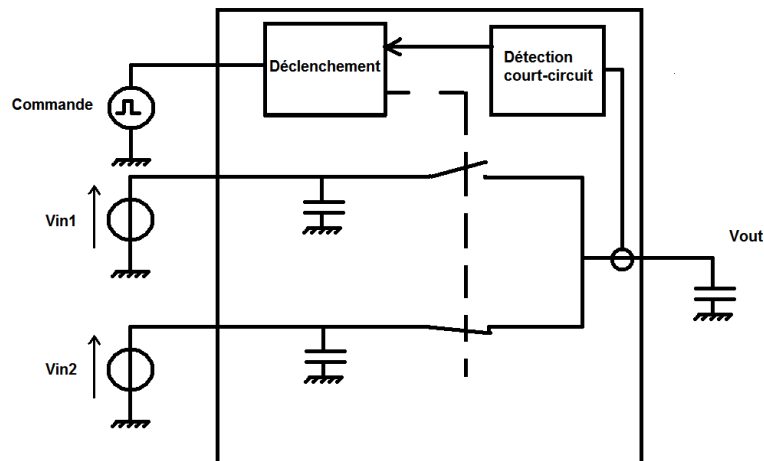 Déclenchement
Détection
court-circuit
Commande
Vin1
Vout
Vin2